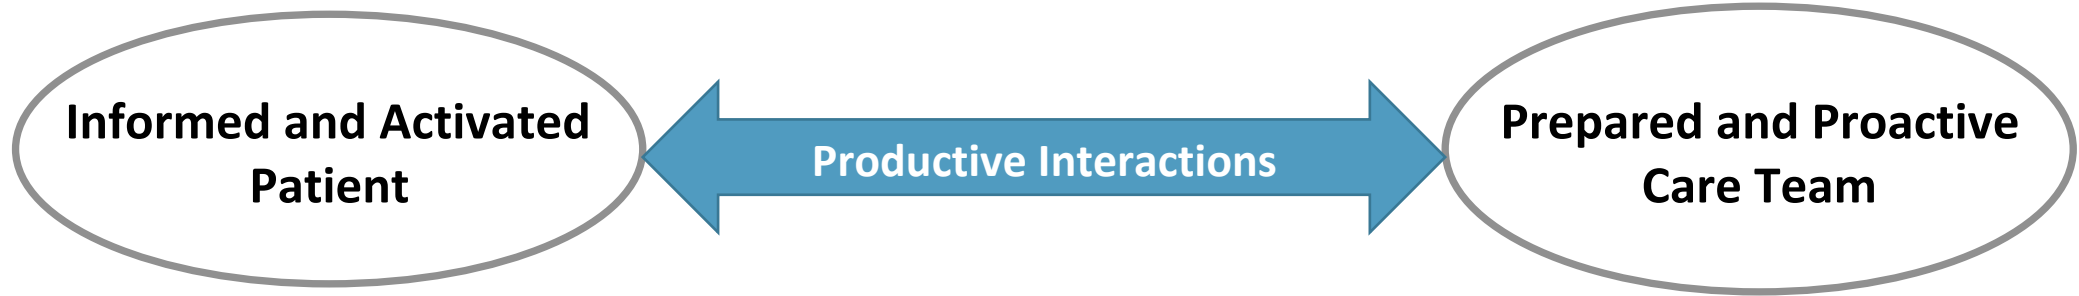 Informed and Activated
Patient
Productive Interactions
Prepared and Proactive
Care Team